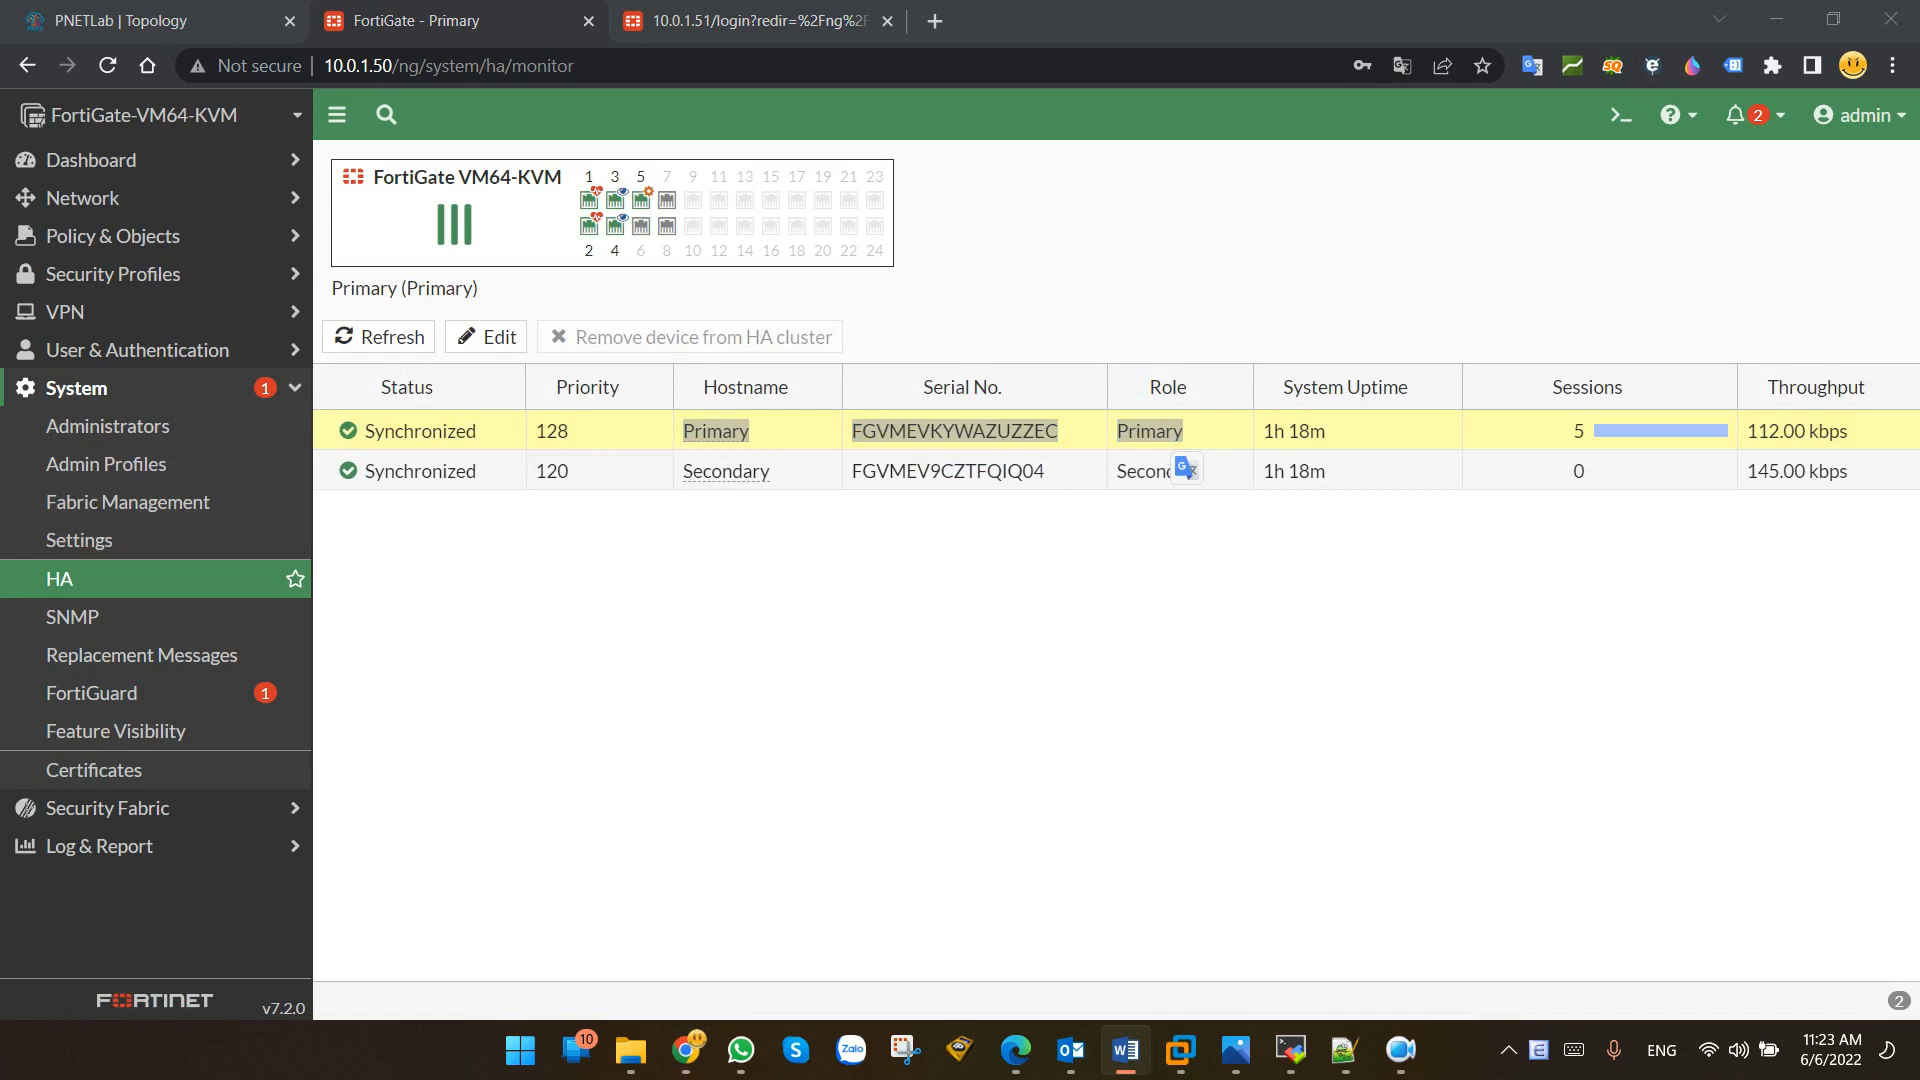 PNETLab | Topology
FortiGate - Primary
10.0.1.51/login?redir=%2Fng%2F
Not secure
10.0.1.50/ng/system/ha/monitor
FortiGate-VM64-KVM
2
admin
Dashboard
Network
Policy & Objects
Security Profiles
VPN
User & Authentication
System 1
Administrators
Admin Profiles
Fabric Management
Settings
HA
SNMP
Replacement Messages
FortiGuard 1
Feature Visibility
Certificates
Security Fabric
Log & Report
FORTINET
v7.2.0
FortiGate VM64-KVM
1 3 5 7 9 11 13 15 17 19 21 23
2 4 6 8 10 12 14 16 18 20 22 24
Primary (Primary)
Refresh
Edit
Remove device from HA cluster
Status Priority Hostname Serial No. Role System Uptime Sessions Throughput
Synchronized 128 Primary FGVMEVKYWAZUZZEC Primary 1h 18m 5 112.00 kbps
Synchronized 120 Secondary FGVMEV9CZTFQIQ04 Secon 1h 18m 0 145.00 kbps
2
10
Zalo
ENG
11:23 AM
6/6/2022